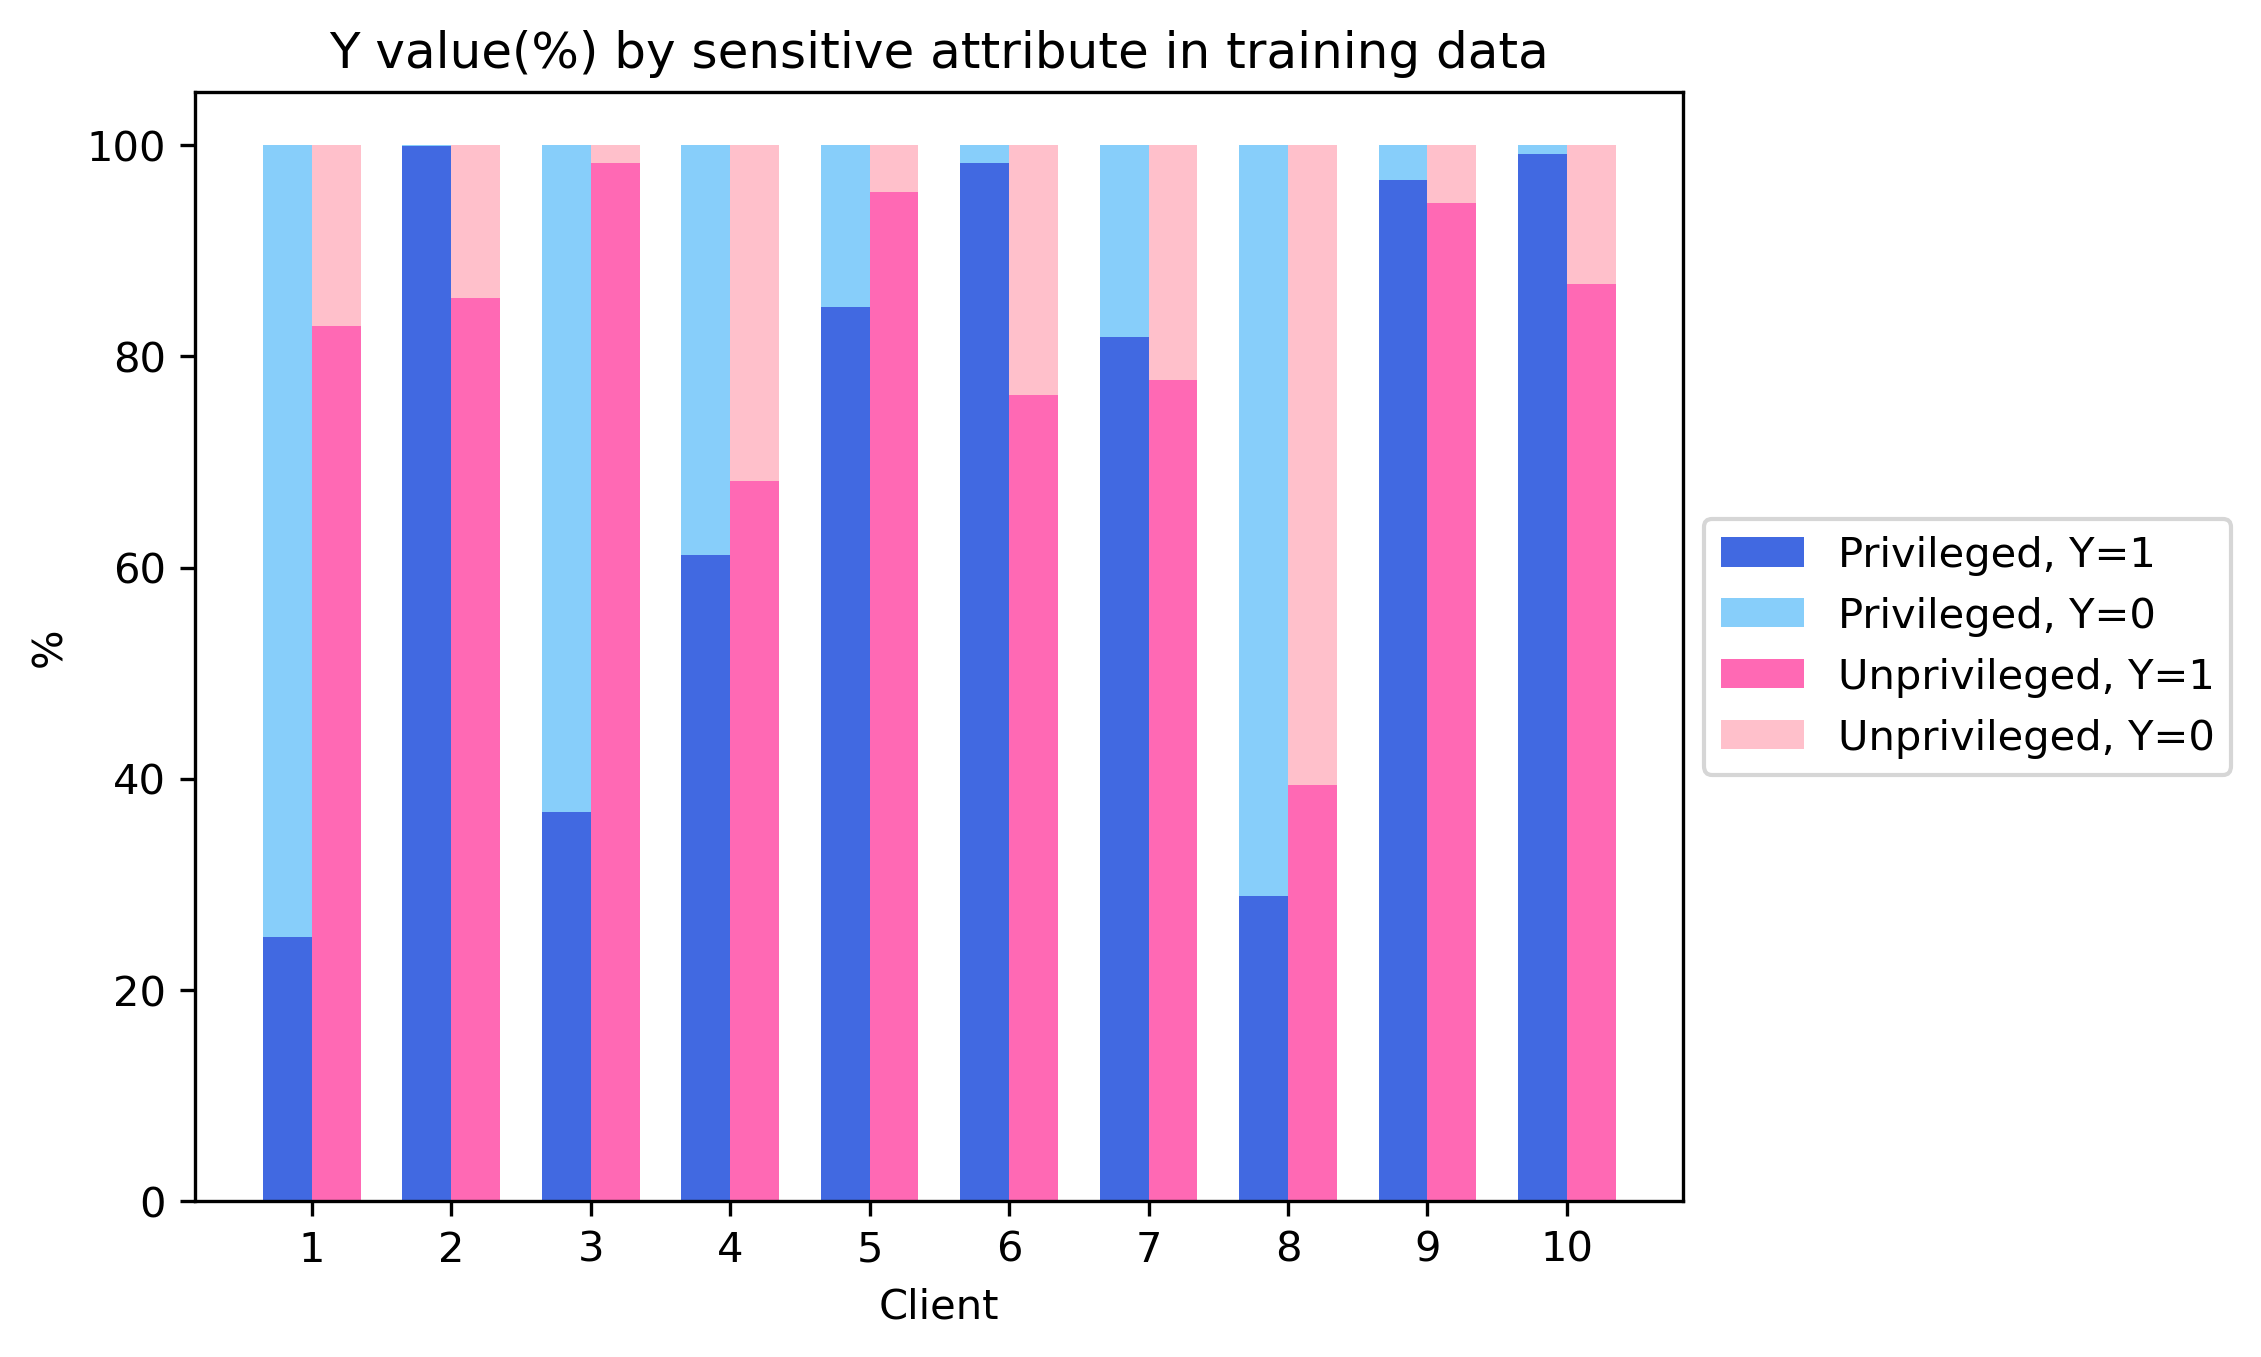 Y value(%) by sensitive attribute in training data
100
80
60
40
20
0
%
1 2 3 4 5 6 7 8 9 10
Client
Privileged, Y=1
Privileged, Y=0
Unprivileged, Y=1
Unprivileged, Y=0